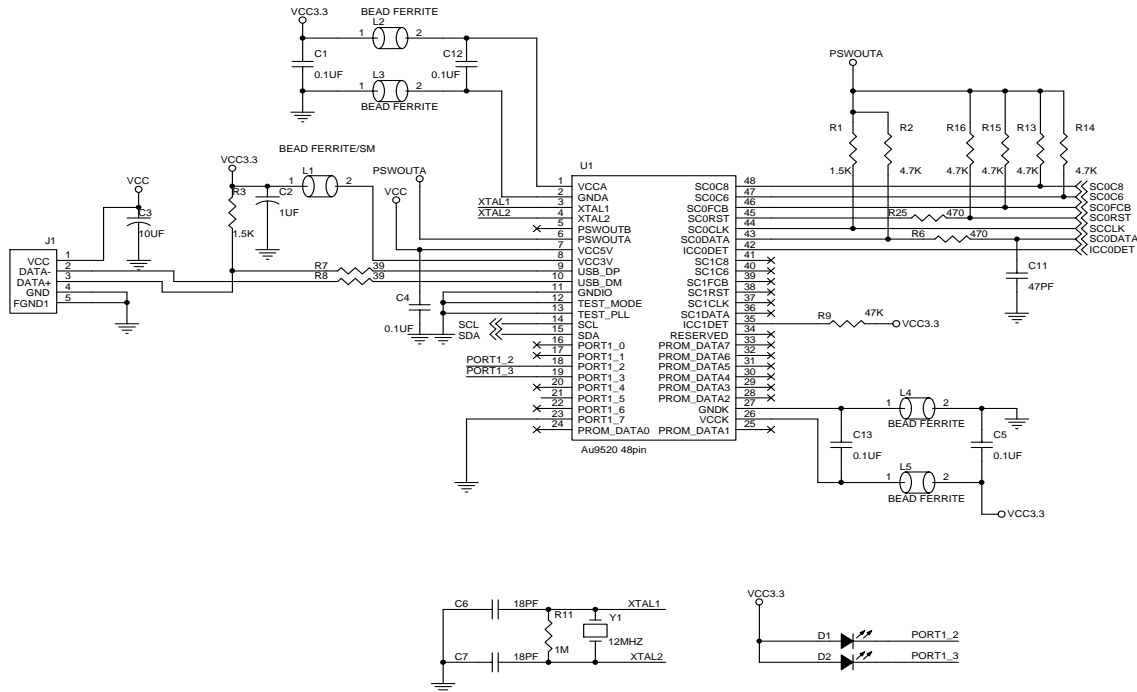 VCC3.3
BEAD FERRITE
L2
1 2
C1
0.1UF
C12
0.1UF
L3
1 2
BEAD FERRITE
PSWOUTA
R1
1.5K
R2
4.7K
R16
4.7K
R15
4.7K
R13
4.7K
R14
4.7K
BEAD FERRITE/SM
VCC3.3
L1
1 2
R3
1.5K
C2
1UF
PSWOUTA
VCC
VCC
C3
10UF
J1
VCC 1
DATA- 2
DATA+ 3
GND 4
FGND1 5
R7 39
R8 39
C4
0.1UF
XTAL1
XTAL2
SCL
SDA
PORT1_2
PORT1_3
U1
1 VCCA
2 GNDA
3 XTAL1
4 XTAL2
5 PSWOUTB
6 PSWOUTA
7 VCC5V
8 VCC3V
9 USB_DP
10 USB_DM
11 GNDIO
12 TEST_MODE
13 TEST_PLL
14 SCL
15 SDA
16 PORT1_0
17 PORT1_1
18 PORT1_2
19 PORT1_3
20 PORT1_4
21 PORT1_5
22 PORT1_6
23 PORT1_7
24 PROM_DATA0
SC0C8 48
SC0C6 47
SC0FCB 46
SC0RST 45
SC0CLK 44
SC0DATA 43
ICC0DET 42
SC1C8 41
SC1C6 40
SC1FCB 39
SC1RST 38
SC1CLK 37
SC1DATA 36
ICC1DET 35
RESERVED 34
PROM_DATA7 33
PROM_DATA6 32
PROM_DATA5 31
PROM_DATA4 30
PROM_DATA3 29
PROM_DATA2 28
GNDK 27
VCCK 26
PROM_DATA1 25
Au9520 48pin
R25 470
R6 470
SC0C8
SC0C6
SC0FCB
SC0RST
SCCLK
SC0DATA
ICC0DET
C11
47PF
R9 47K
VCC3.3
L4
1 2
BEAD FERRITE
C13
0.1UF
C5
0.1UF
L5
1 2
BEAD FERRITE
VCC3.3
C6 18PF
R11
1M
Y1
12MHZ
XTAL1
C7 18PF
XTAL2
VCC3.3
D1 PORT1_2
D2 PORT1_3